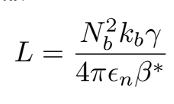 L = \frac{N_b^2 k_b \gamma}{4\pi\epsilon_n\beta^*}